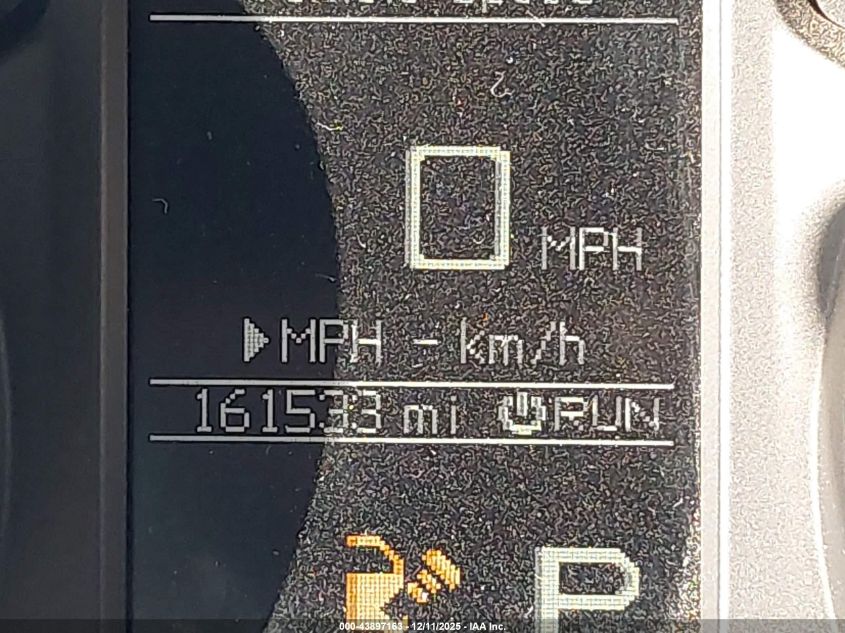 0 MPH
MPH - km/h
161533 mi RUN
P
000-43897163 - 12/11/2025 - IAA Inc.